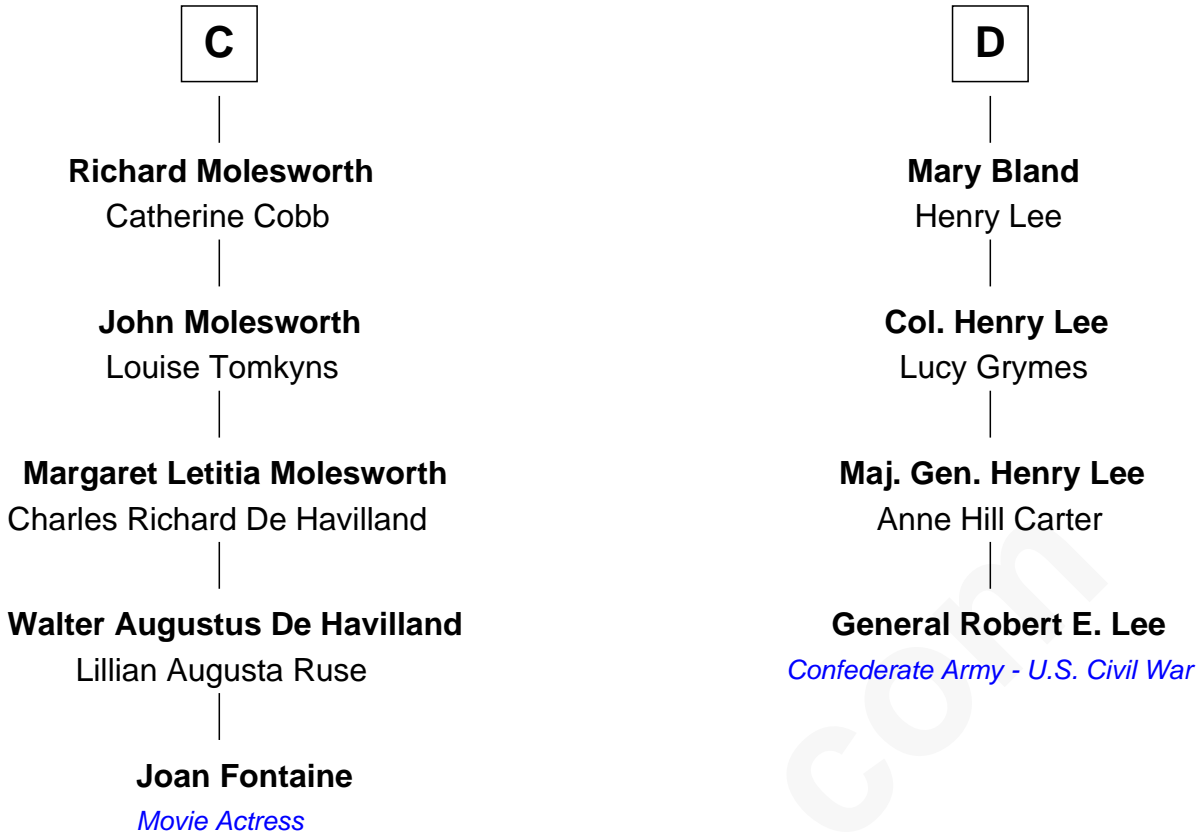 C
Richard Molesworth
Catherine Cobb
John Molesworth
Louise Tomkyns
Margaret Letitia Molesworth
Charles Richard De Havilland
Walter Augustus De Havilland
Lillian Augusta Ruse
Joan Fontaine
Movie Actress
D
Mary Bland
Henry Lee
Col. Henry Lee
Lucy Grymes
Maj. Gen. Henry Lee
Anne Hill Carter
General Robert E. Lee
Confederate Army - U.S. Civil War
com